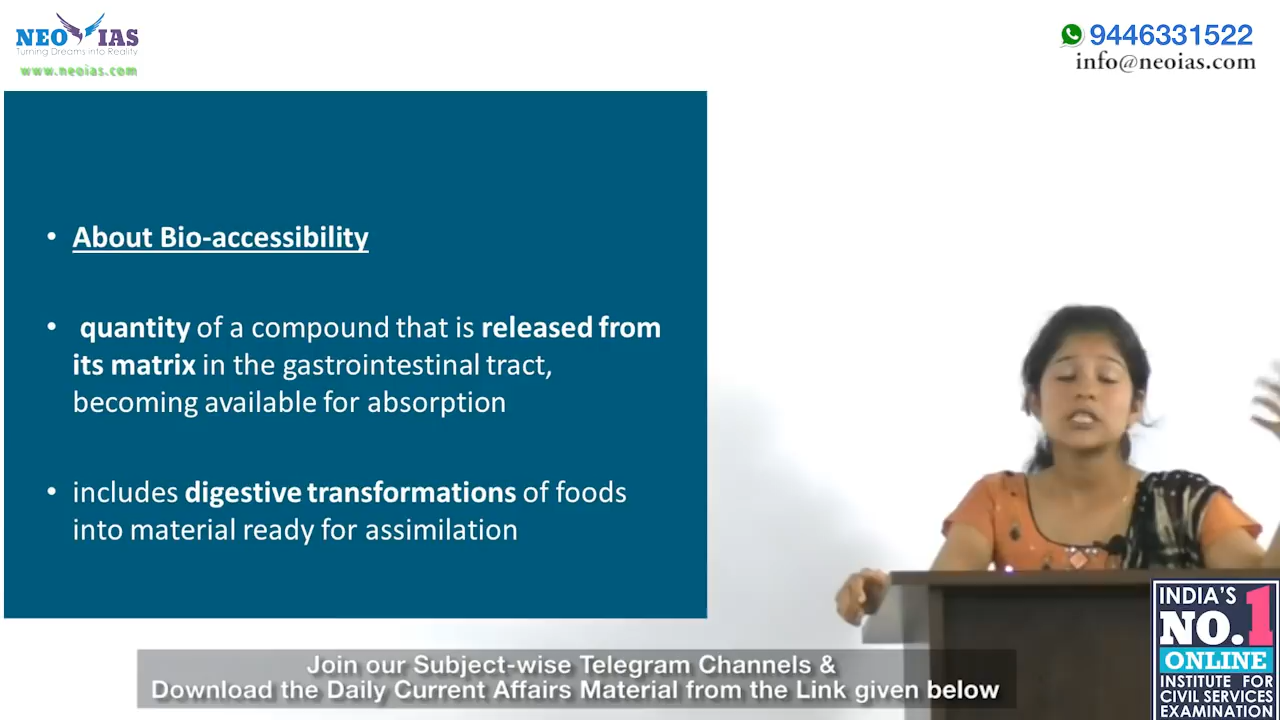 NEO IAS
Turning Dreams into Reality
www.neoias.com
9446331522
info@neoias.com
• About Bio-accessibility
• quantity of a compound that is released from
its matrix in the gastrointestinal tract,
becoming available for absorption
• includes digestive transformations of foods
into material ready for assimilation
INDIA'S
NO.1
ONLINE
INSTITUTE FOR
CIVIL SERVICES
EXAMINATION
Join our Subject-wise Telegram Channels &
Download the Daily Current Affairs Material from the Link given below